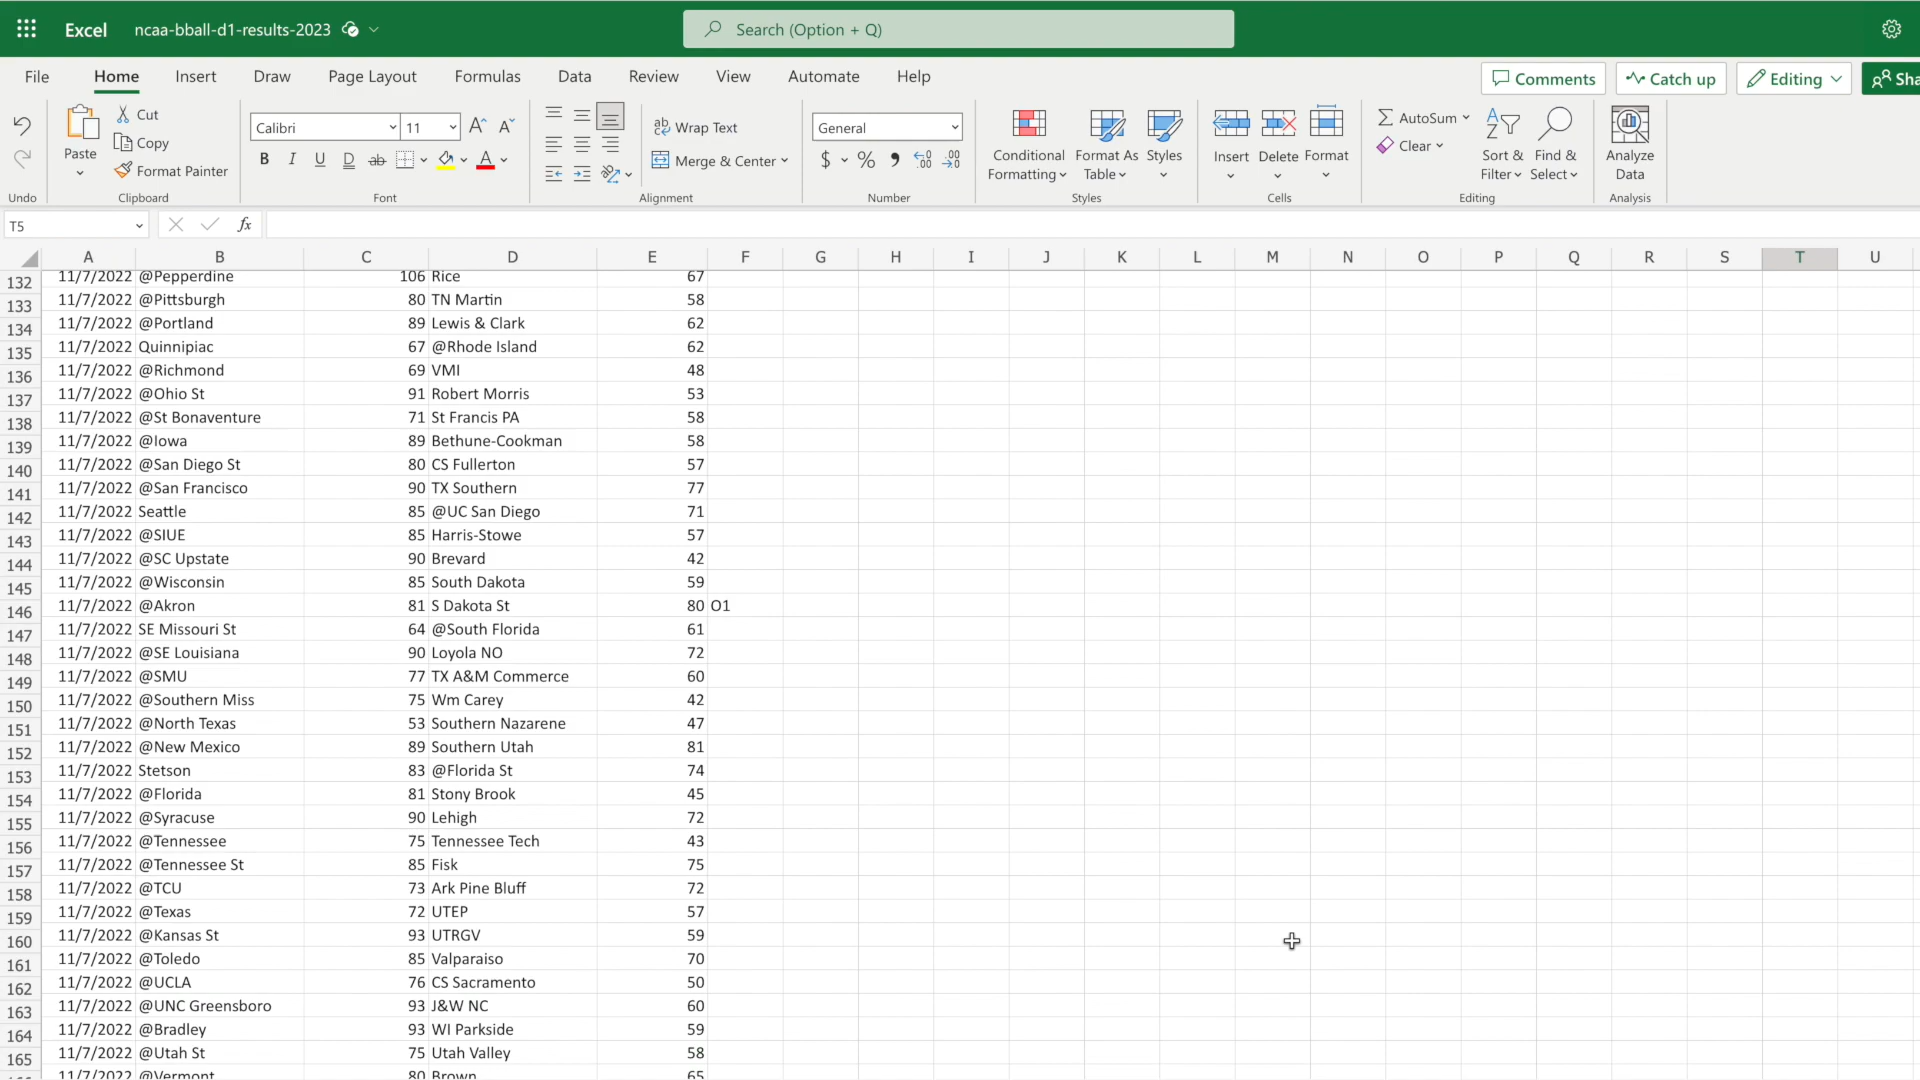 Excel ncaa-bball-d1-results-2023 Search (Option + Q)
File Home Insert Draw Page Layout Formulas Data Review View Automate Help Comments Catch up Editing Sha
Paste Cut Copy Format Painter
Calibri 11
B I U D ab A
ab Wrap Text
Merge & Center
General
$ % 9 .00 .00
Conditional Formatting Format As Table Styles
Insert Delete Format
AutoSum Clear
Sort & Filter Find & Select
Analyze Data
Undo Clipboard Font Alignment Number Styles Cells Editing Analysis
T5 fx
A B C D E F G H I J K L M N O P Q R S T U
132 11/7/2022 @Pepperdine 106 Rice 67
133 11/7/2022 @Pittsburgh 80 TN Martin 58
134 11/7/2022 @Portland 89 Lewis & Clark 62
135 11/7/2022 Quinnipiac 67 @Rhode Island 62
136 11/7/2022 @Richmond 69 VMI 48
137 11/7/2022 @Ohio St 91 Robert Morris 53
138 11/7/2022 @St Bonaventure 71 St Francis PA 58
139 11/7/2022 @Iowa 89 Bethune-Cookman 58
140 11/7/2022 @San Diego St 80 CS Fullerton 57
141 11/7/2022 @San Francisco 90 TX Southern 77
142 11/7/2022 Seattle 85 @UC San Diego 71
143 11/7/2022 @SIUE 85 Harris-Stowe 57
144 11/7/2022 @SC Upstate 90 Brevard 42
145 11/7/2022 @Wisconsin 85 South Dakota 59
146 11/7/2022 @Akron 81 S Dakota St 80 O1
147 11/7/2022 SE Missouri St 64 @South Florida 61
148 11/7/2022 @SE Louisiana 90 Loyola NO 72
149 11/7/2022 @SMU 77 TX A&M Commerce 60
150 11/7/2022 @Southern Miss 75 Wm Carey 42
151 11/7/2022 @North Texas 53 Southern Nazarene 47
152 11/7/2022 @New Mexico 89 Southern Utah 81
153 11/7/2022 Stetson 83 @Florida St 74
154 11/7/2022 @Florida 81 Stony Brook 45
155 11/7/2022 @Syracuse 90 Lehigh 72
156 11/7/2022 @Tennessee 75 Tennessee Tech 43
157 11/7/2022 @Tennessee St 85 Fisk 75
158 11/7/2022 @TCU 73 Ark Pine Bluff 72
159 11/7/2022 @Texas 72 UTEP 57
160 11/7/2022 @Kansas St 93 UTRGV 59
161 11/7/2022 @Toledo 85 Valparaiso 70
162 11/7/2022 @UCLA 76 CS Sacramento 50
163 11/7/2022 @UNC Greensboro 93 J&W NC 60
164 11/7/2022 @Bradley 93 WI Parkside 59
165 11/7/2022 @Utah St 75 Utah Valley 58
11/7/2022 @Vermont 80 Brown 65